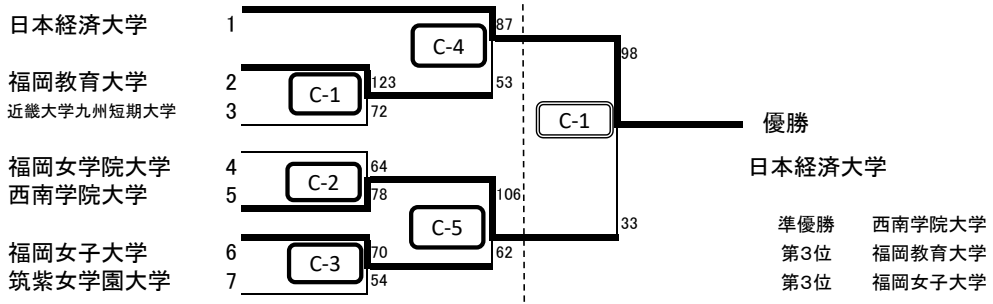 日本経済大学 1
87
C-4
98
福岡教育大学 2
123
53
C-1
近畿大学九州短期大学 3
72
C-1
優勝
福岡女学院大学 4
64
日本経済大学
C-2
西南学院大学 5
78
106
C-5
33
準優勝 西南学院大学
福岡女子大学 6
70
62
第3位 福岡教育大学
C-3
筑紫女学園大学 7
54
第3位 福岡女子大学